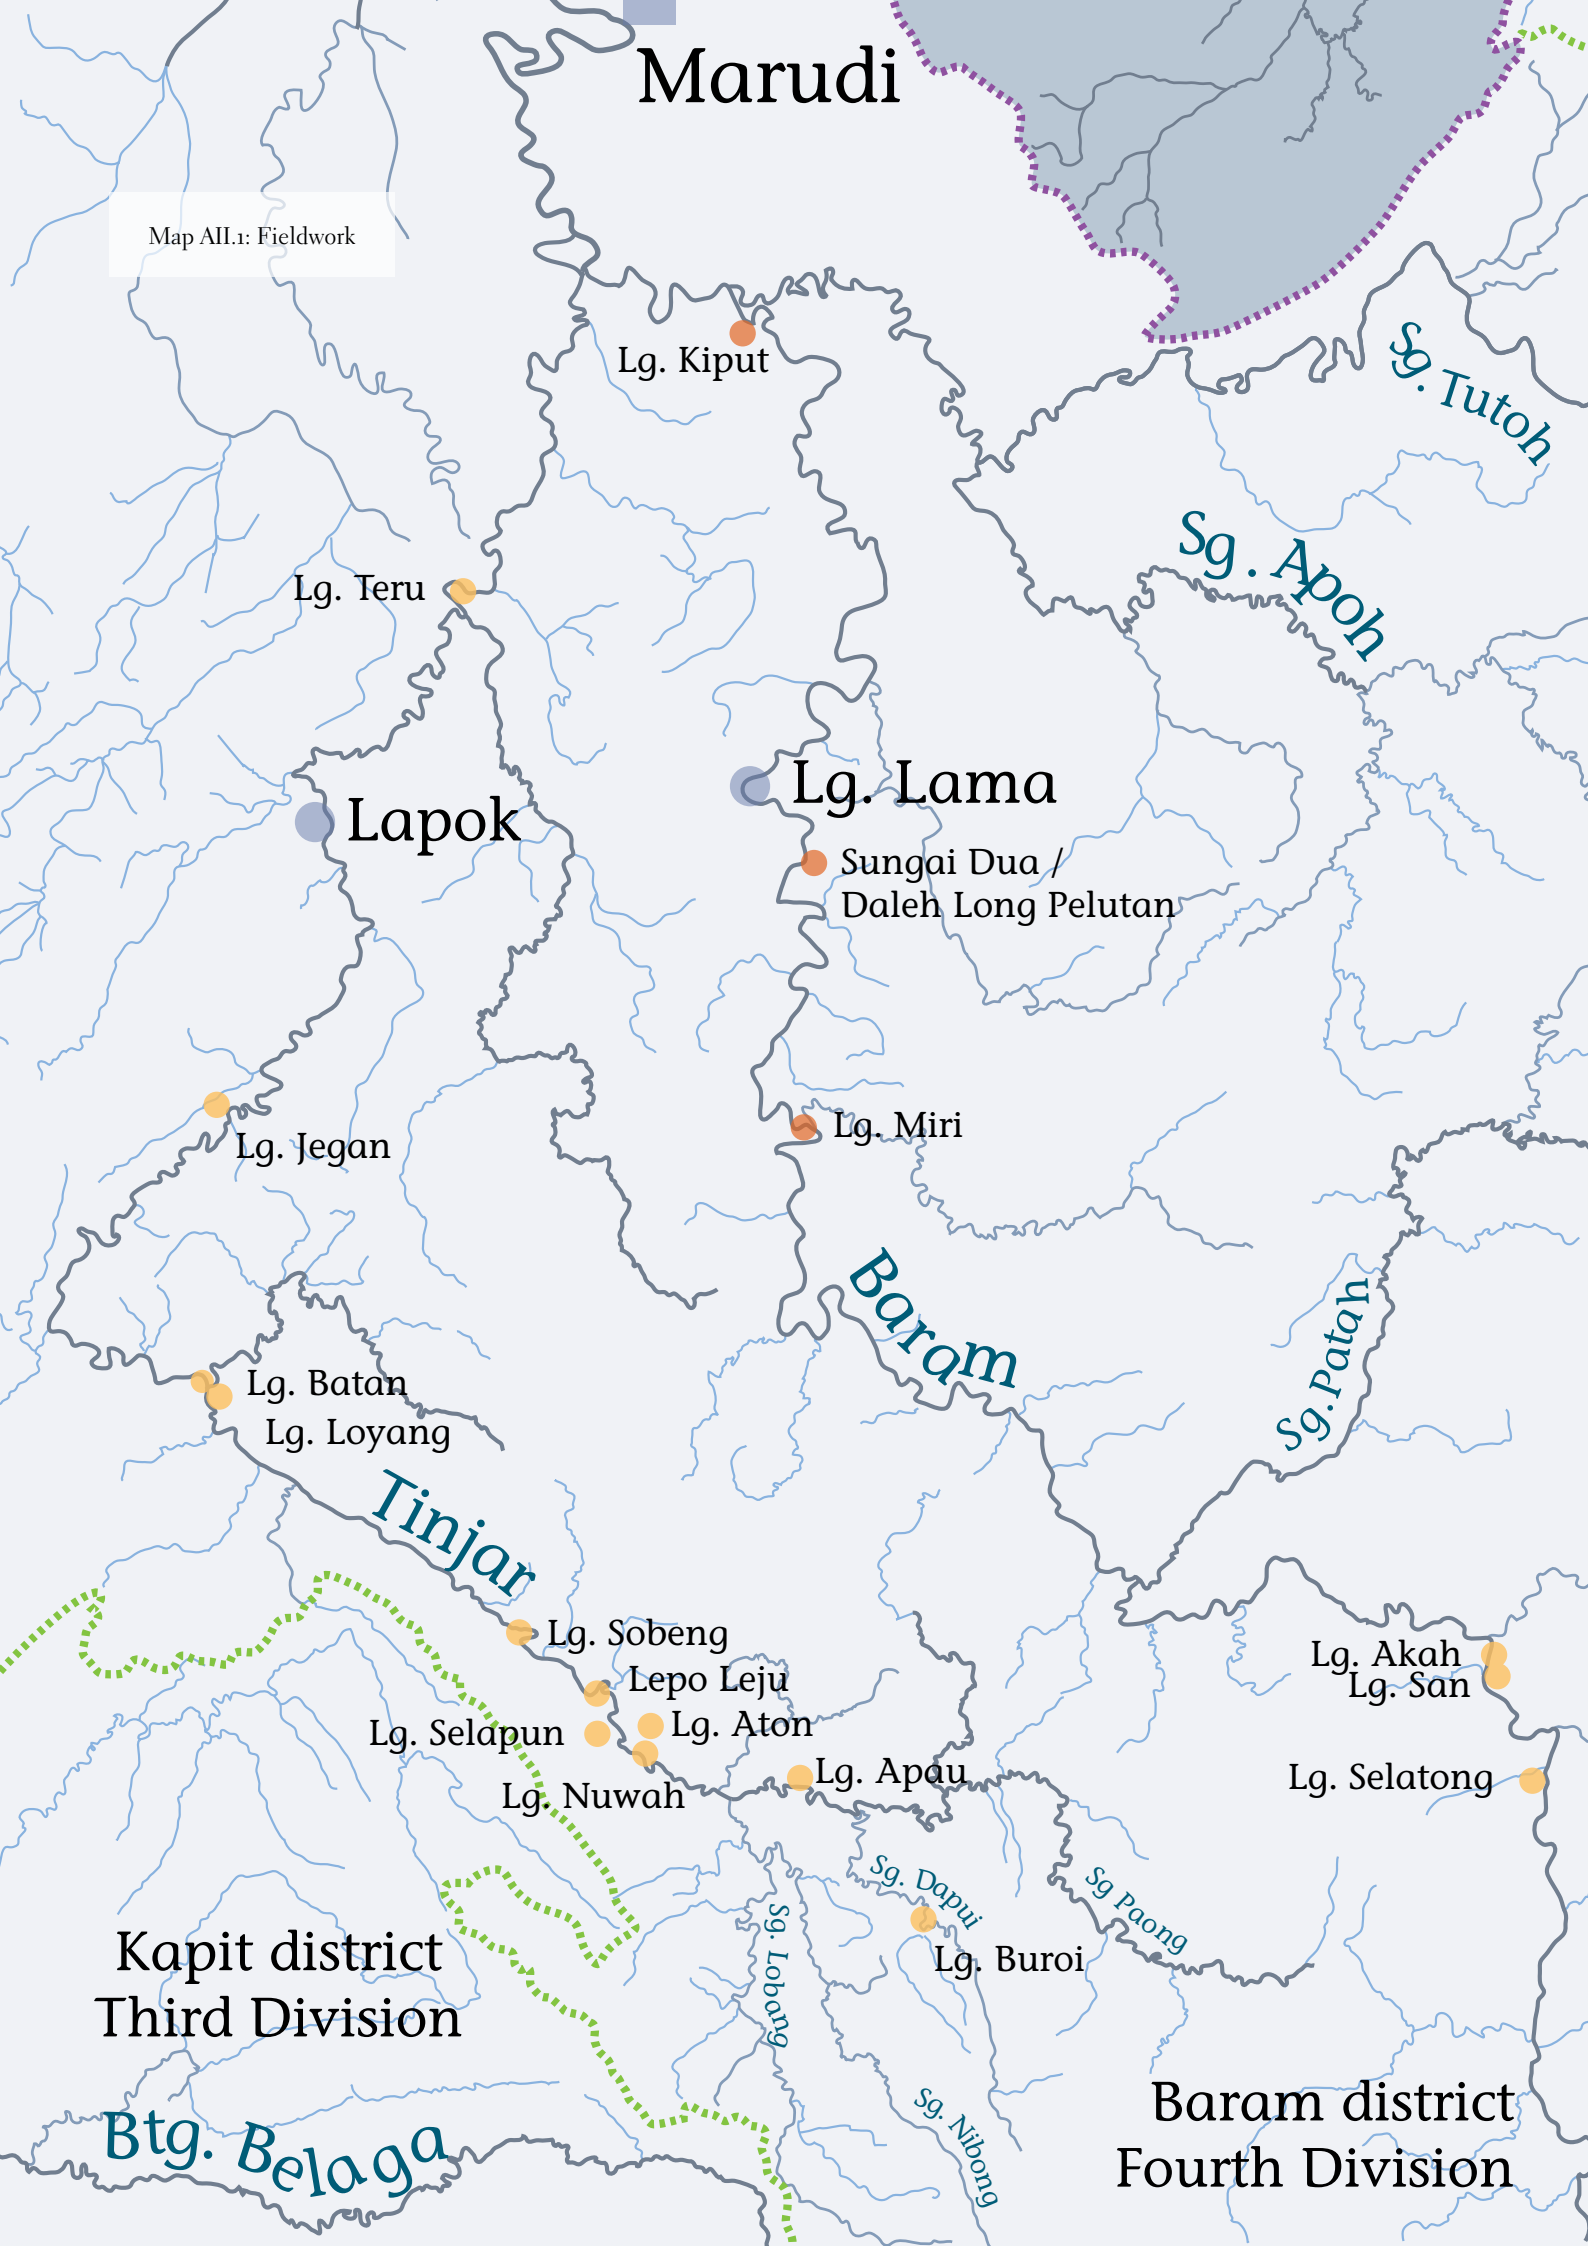 Marudi
Map AII.1: Fieldwork
Lg. Kiput
Sg. Tutoh
Sg. Apoh
Lg. Teru
Lg. Lama
Lapok
Sungai Dua /
Daleh Long Pelutan
Lg. Jegan
Lg. Miri
Baram
Sg. Patah
Lg. Batan
Lg. Loyang
Tinjar
Lg. Sobeng
Lepo Leju
Lg. Selapun
Lg. Aton
Lg. Nuwah
Lg. Apau
Lg. Akah
Lg. San
Lg. Selatong
Sg. Dapui
Sg Paong
Lg. Buroi
Sg. Lobang
Kapit district
Third Division
Sg. Nibong
Baram district
Fourth Division
Btg. Belaga